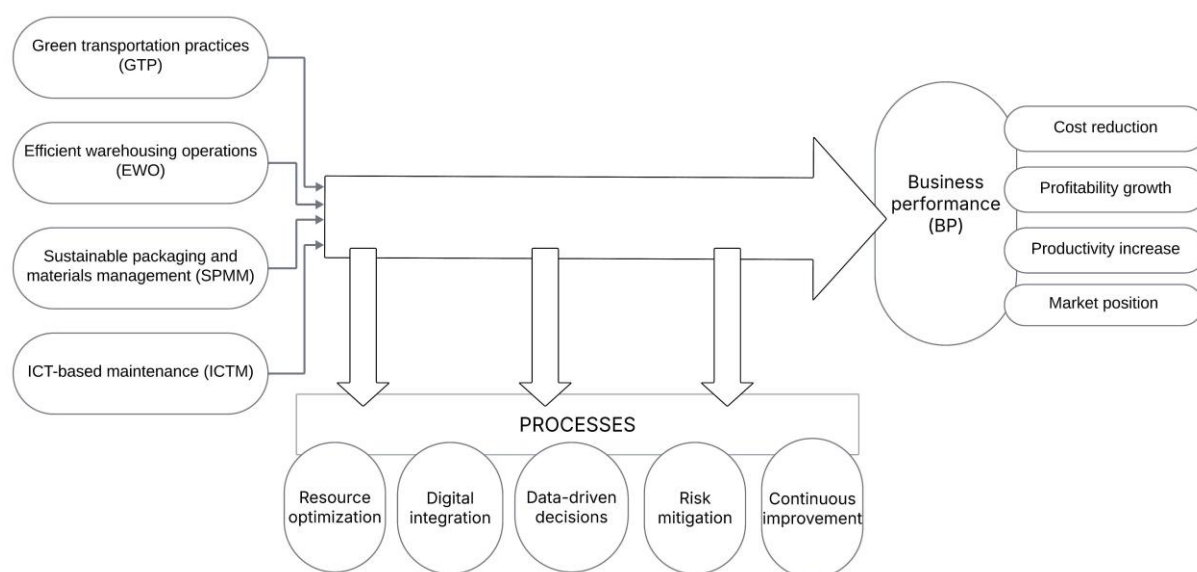 Green transportation practices
(GTP)
Efficient warehousing operations
(EWO)
Sustainable packaging and
materials management (SPMM)
ICT-based maintenance (ICTM)
Business
performance
(BP)
Cost reduction
Profitability growth
Productivity increase
Market position
PROCESSES
Resource
optimization
Digital
integration
Data-driven
decisions
Risk
mitigation
Continuous
improvement